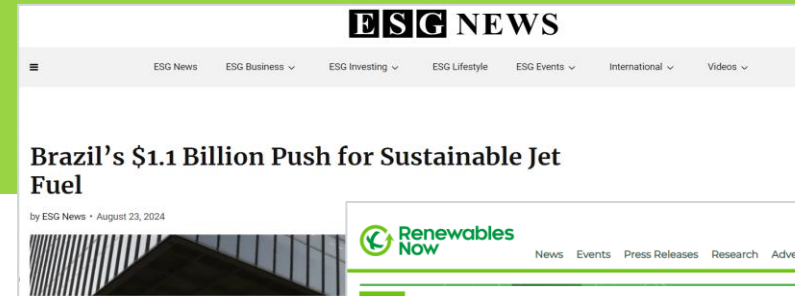 ESG NEWS
ESG News ESG Business ESG Investing ESG Lifestyle ESG Events International Videos
Brazil's $1.1 Billion Push for Sustainable Jet
Fuel
by ESG News • August 23, 2024
Renewables
Now
News Events Press Releases Research